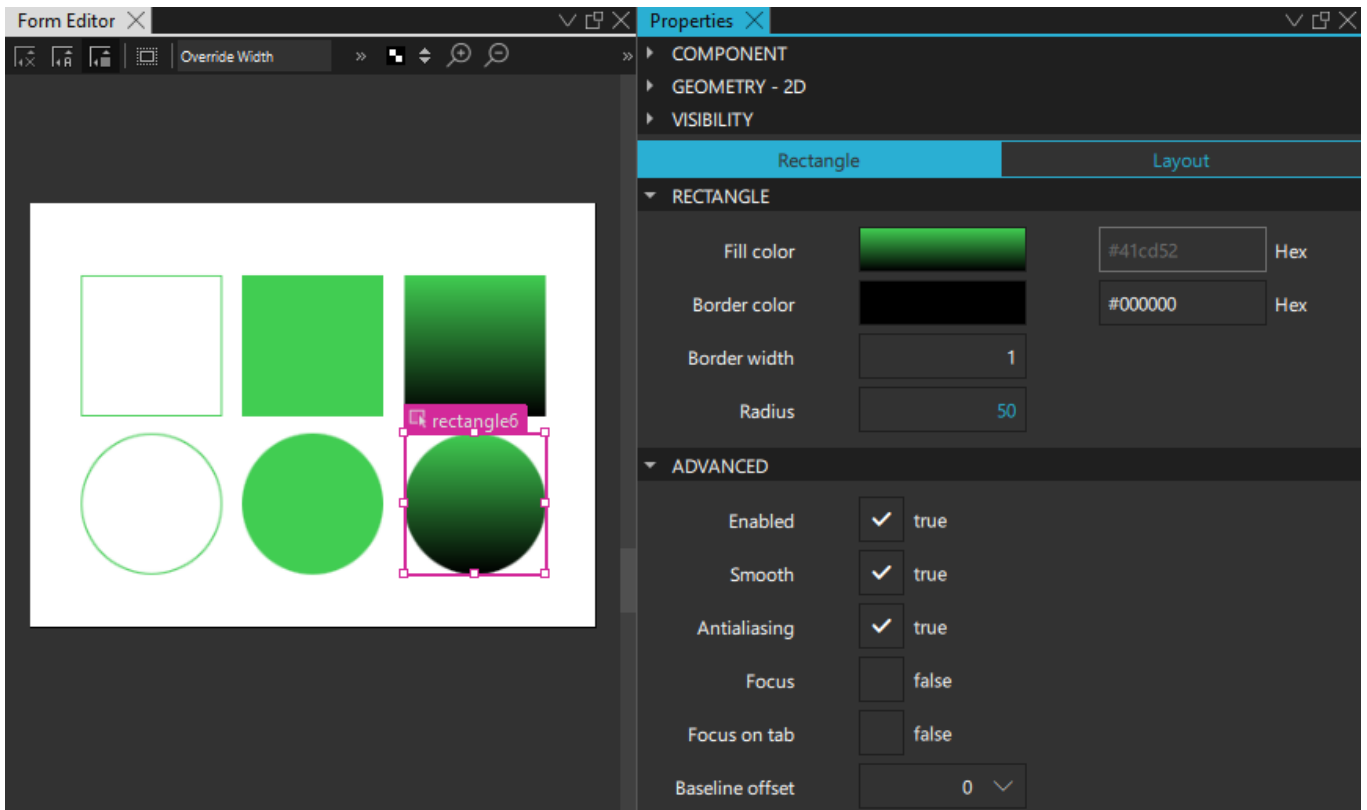 Form Editor
Override Width
rectangle6
Properties
COMPONENT
GEOMETRY - 2D
VISIBILITY
Rectangle Layout
RECTANGLE
Fill color #41cd52 Hex
Border color #000000 Hex
Border width 1
Radius 50
ADVANCED
Enabled true
Smooth true
Antialiasing true
Focus false
Focus on tab false
Baseline offset 0